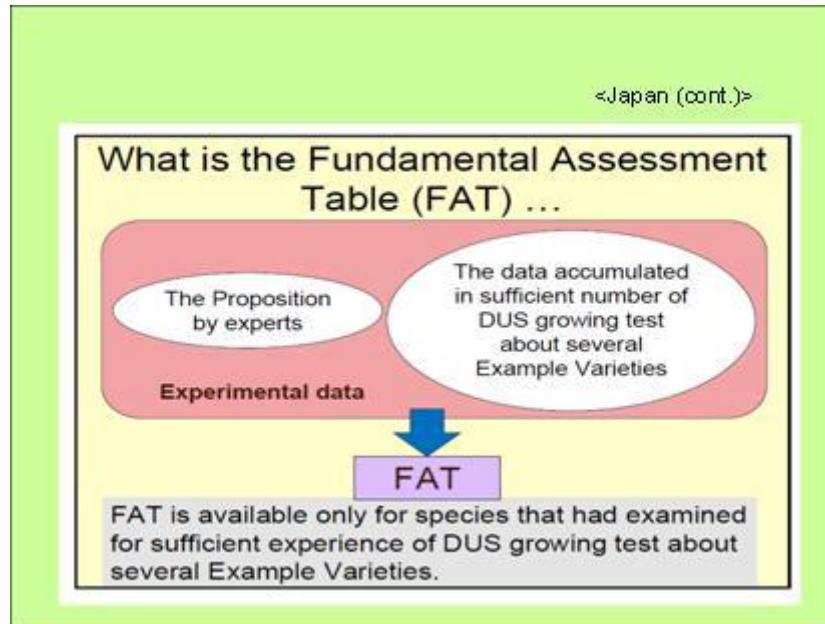 <Japan (cont.)>
What is the Fundamental Assessment
Table (FAT) ...
The Proposition
by experts
The data accumulated
in sufficient number of
DUS growing test
about several
Example Varieties
Experimental data
FAT
FAT is available only for species that had examined
for sufficient experience of DUS growing test about
several Example Varieties.